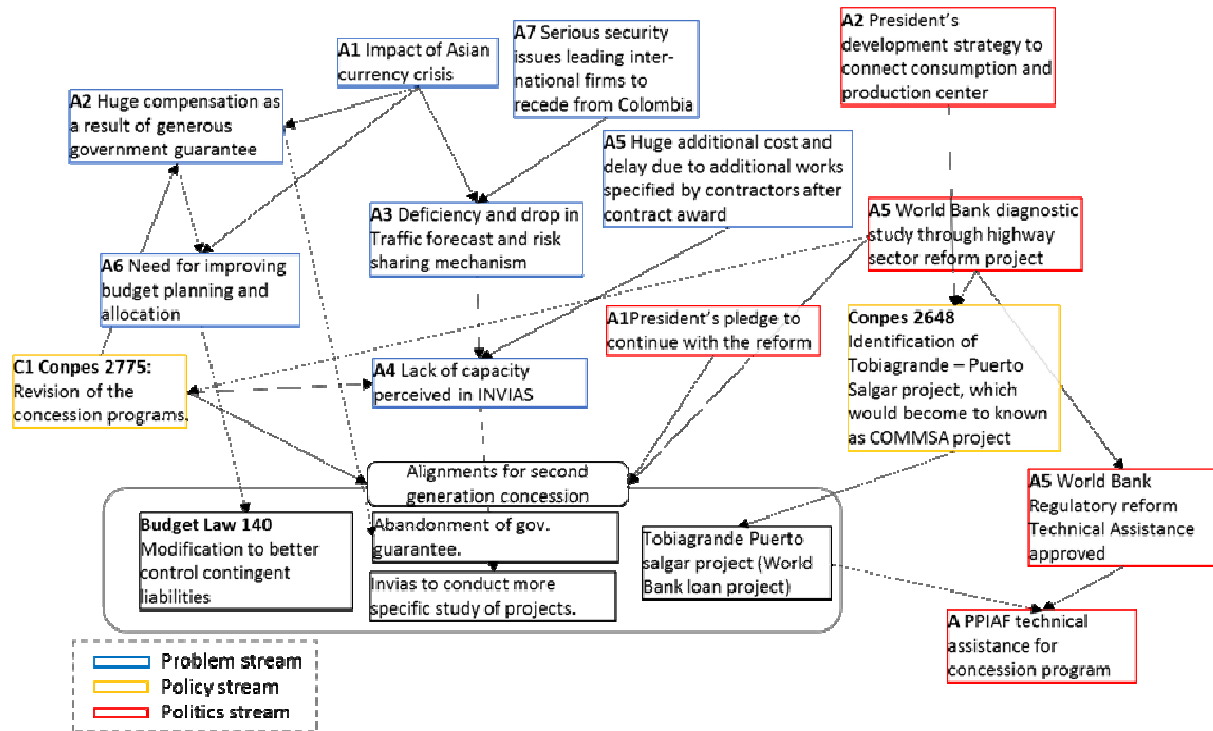 A1 Impact of Asian
currency crisis
A7 Serious security
issues leading inter-
national firms to
recede from Colombia
A2 President's
development strategy to
connect consumption and
production center
A2 Huge compensation as
a result of generous
government guarantee
A5 Huge additional cost and
delay due to additional works
specified by contractors after
contract award
A3 Deficiency and drop in
Traffic forecast and risk
sharing mechanism
A5 World Bank diagnostic
study through highway
sector reform project
A6 Need for improving
budget planning and
allocation
A1President's pledge to
continue with the reform
Conpes 2648
Identification of
Tobiagrande – Puerto
Salgar project, which
would become to known
as COMMSA project
C1 Conpes 2775:
Revision of the
concession programs.
A4 Lack of capacity
perceived in INVIAS
Alignments for second
generation concession
A5 World Bank
Regulatory reform
Technical Assistance
approved
Budget Law 140
Modification to better
control contingent
liabilities
Abandonment of gov.
guarantee.
Invias to conduct more
specific study of projects.
Tobiagrande Puerto
salgar project (World
Bank loan project)
A PPIAF technical
assistance for
concession program
Problem stream
Policy stream
Politics stream